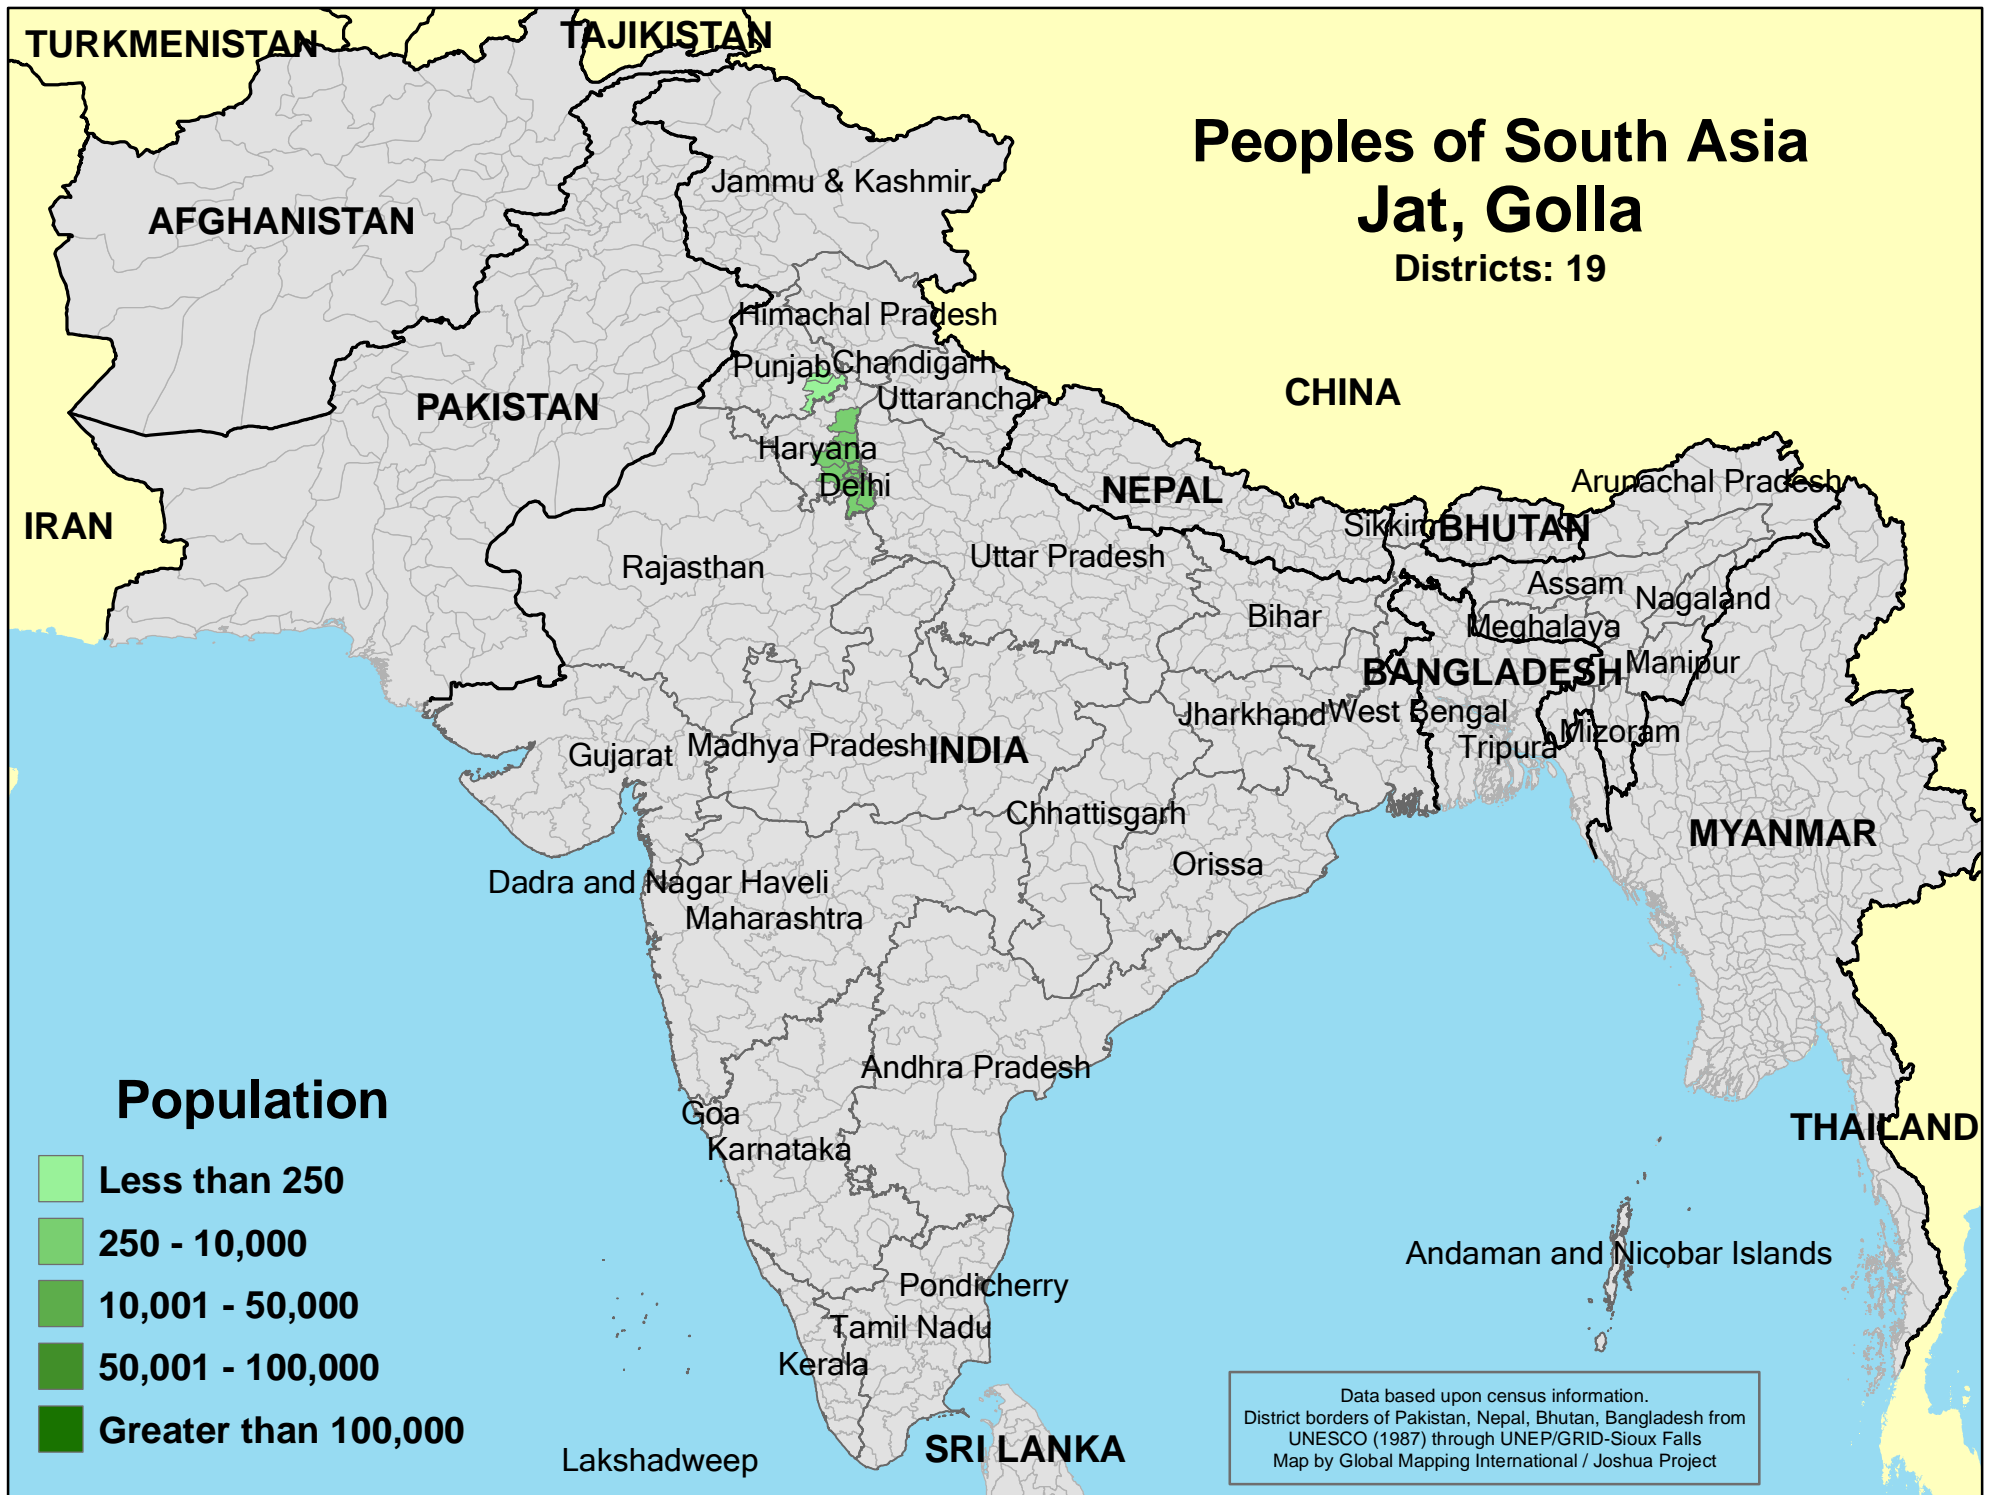 TURKMENISTAN
TAJIKISTAN
Peoples of South Asia
Jat, Golla
Districts: 19
Jammu & Kashmir
AFGHANISTAN
Himachal Pradesh
Punjab
Chandigarh
Uttaranchal
CHINA
PAKISTAN
Haryana
Delhi
NEPAL
Arunachal Pradesh
IRAN
Sikkim
BHUTAN
Uttar Pradesh
Rajasthan
Assam
Nagaland
Bihar
Meghalaya
BANGLADESH
Manipur
Jharkhand
West Bengal
Mizoram
Tripura
Gujarat
Madhya Pradesh
INDIA
Chhattisgarh
MYANMAR
Orissa
Dadra and Nagar Haveli
Maharashtra
Andhra Pradesh
Goa
Karnataka
THAILAND
Andaman and Nicobar Islands
Pondicherry
Tamil Nadu
Kerala
Lakshadweep
SRI LANKA
Population
Less than 250
250 - 10,000
10,001 - 50,000
50,001 - 100,000
Greater than 100,000
Data based upon census information.
District borders of Pakistan, Nepal, Bhutan, Bangladesh from
UNESCO (1987) through UNEP/GRID-Sioux Falls
Map by Global Mapping International / Joshua Project